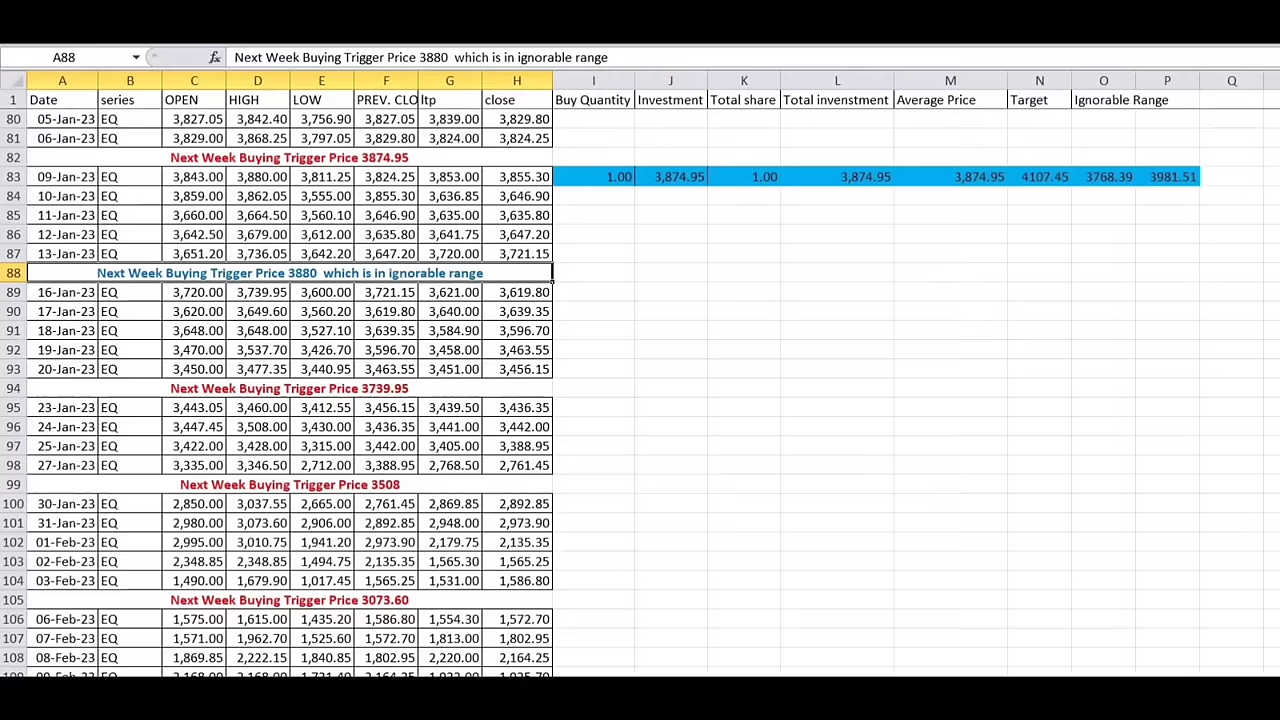 A88 fx Next Week Buying Trigger Price 3880 which is in ignorable range
A B C D E F G H I J K L M N O P Q
1 Date series OPEN HIGH LOW PREV. CLO ltp close Buy Quantity Investment Total share Total invenstment Average Price Target Ignorable Range
80 05-Jan-23 EQ 3,827.05 3,842.40 3,756.90 3,827.05 3,839.00 3,829.80
81 06-Jan-23 EQ 3,829.00 3,868.25 3,797.05 3,829.80 3,824.00 3,824.25
82 Next Week Buying Trigger Price 3874.95
83 09-Jan-23 EQ 3,843.00 3,880.00 3,811.25 3,824.25 3,853.00 3,855.30 1.00 3,874.95 1.00 3,874.95 3,874.95 4107.45 3768.39 3981.51
84 10-Jan-23 EQ 3,859.00 3,862.05 3,555.00 3,855.30 3,636.85 3,646.90
85 11-Jan-23 EQ 3,660.00 3,664.50 3,560.10 3,646.90 3,635.00 3,635.80
86 12-Jan-23 EQ 3,642.50 3,679.00 3,612.00 3,635.80 3,641.75 3,647.20
87 13-Jan-23 EQ 3,651.20 3,736.05 3,642.20 3,647.20 3,720.00 3,721.15
88 Next Week Buying Trigger Price 3880 which is in ignorable range
89 16-Jan-23 EQ 3,720.00 3,739.95 3,600.00 3,721.15 3,621.00 3,619.80
90 17-Jan-23 EQ 3,620.00 3,649.60 3,560.20 3,619.80 3,640.00 3,639.35
91 18-Jan-23 EQ 3,648.00 3,648.00 3,527.10 3,639.35 3,584.90 3,596.70
92 19-Jan-23 EQ 3,470.00 3,537.70 3,426.70 3,596.70 3,458.00 3,463.55
93 20-Jan-23 EQ 3,450.00 3,477.35 3,440.95 3,463.55 3,451.00 3,456.15
94 Next Week Buying Trigger Price 3739.95
95 23-Jan-23 EQ 3,443.05 3,460.00 3,412.55 3,456.15 3,439.50 3,436.35
96 24-Jan-23 EQ 3,447.45 3,508.00 3,430.00 3,436.35 3,441.00 3,442.00
97 25-Jan-23 EQ 3,422.00 3,428.00 3,315.00 3,442.00 3,405.00 3,388.95
98 27-Jan-23 EQ 3,335.00 3,346.50 2,712.00 3,388.95 2,768.50 2,761.45
99 Next Week Buying Trigger Price 3508
100 30-Jan-23 EQ 2,850.00 3,037.55 2,665.00 2,761.45 2,869.85 2,892.85
101 31-Jan-23 EQ 2,980.00 3,073.60 2,906.00 2,892.85 2,948.00 2,973.90
102 01-Feb-23 EQ 2,995.00 3,010.75 1,941.20 2,973.90 2,179.75 2,135.35
103 02-Feb-23 EQ 2,348.85 2,348.85 1,494.75 2,135.35 1,565.30 1,565.25
104 03-Feb-23 EQ 1,490.00 1,679.90 1,017.45 1,565.25 1,531.00 1,586.80
105 Next Week Buying Trigger Price 3073.60
106 06-Feb-23 EQ 1,575.00 1,615.00 1,435.20 1,586.80 1,554.30 1,572.70
107 07-Feb-23 EQ 1,571.00 1,962.70 1,525.60 1,572.70 1,813.00 1,802.95
108 08-Feb-23 EQ 1,869.85 2,222.15 1,840.85 1,802.95 2,220.00 2,164.25